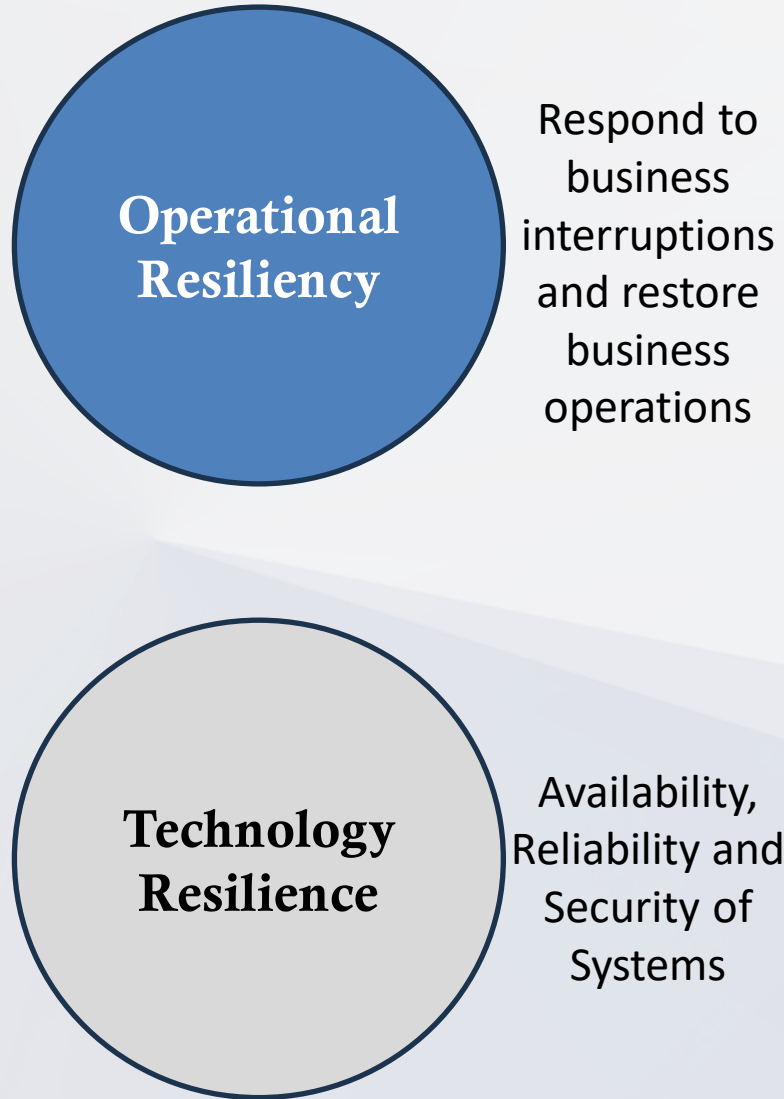 Operational
Resiliency
Respond to
business
interruptions
and restore
business
operations
Technology
Resilience
Availability,
Reliability and
Security of
Systems